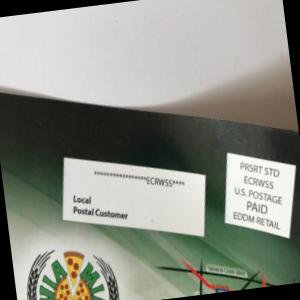 ******************ECRWSS****
Local
Postal Customer
PRSRT STD
ECRWSS
U.S. POSTAGE
PAID
EDDM RETAIL